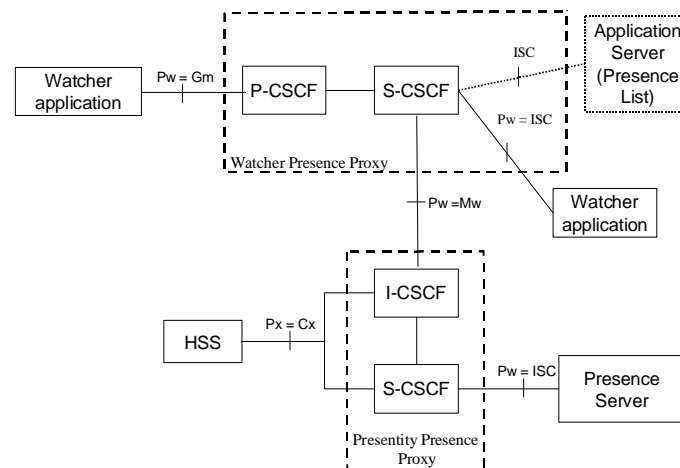 Application
Server
(Presence
List)
ISC
Watcher
application
Pw = Gm
P-CSCF
S-CSCF
Pw = ISC
Watcher Presence Proxy
Watcher
application
Pw =Mw
I-CSCF
HSS
Px = Cx
S-CSCF
Pw = ISC
Presence
Server
Presentity Presence
Proxy